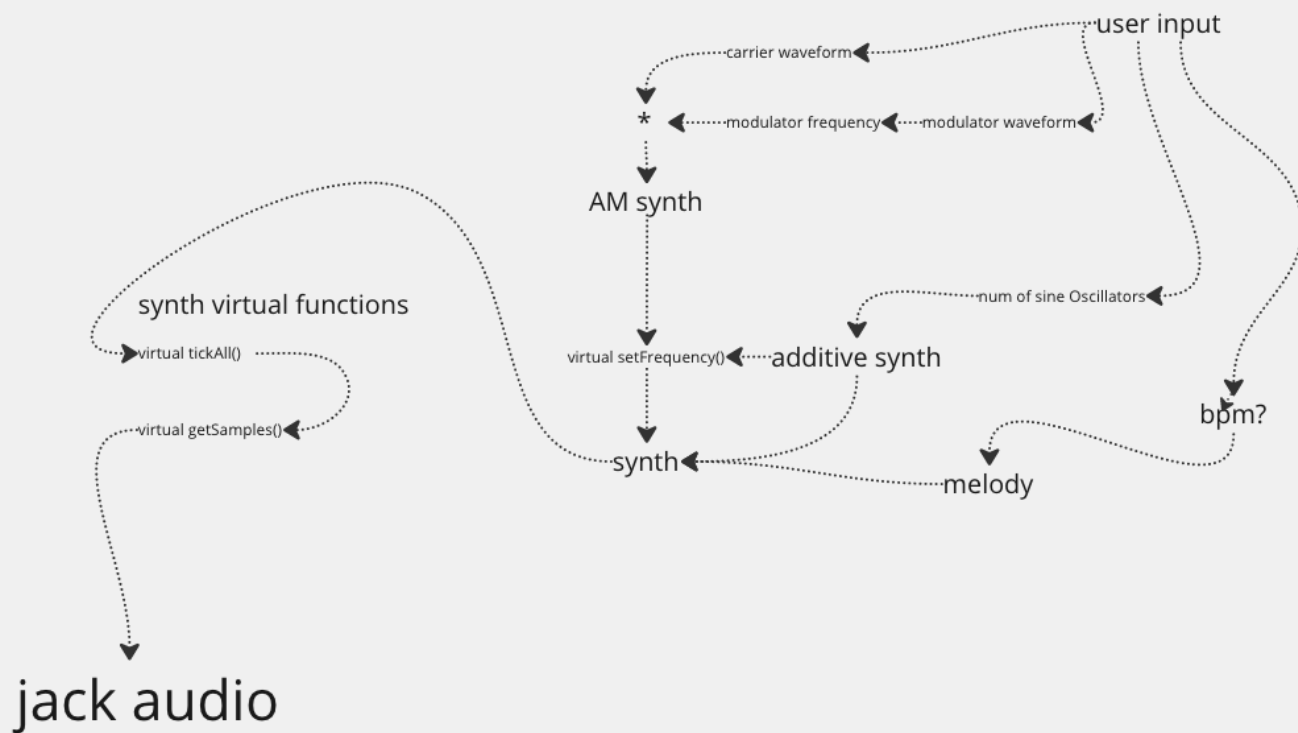 user input
carrier waveform
*
modulator frequency
modulator waveform
AM synth
num of sine Oscillators
synth virtual functions
virtual tickAll()
virtual setFrequency()
additive synth
bpm?
virtual getSamples()
synth
melody
jack audio